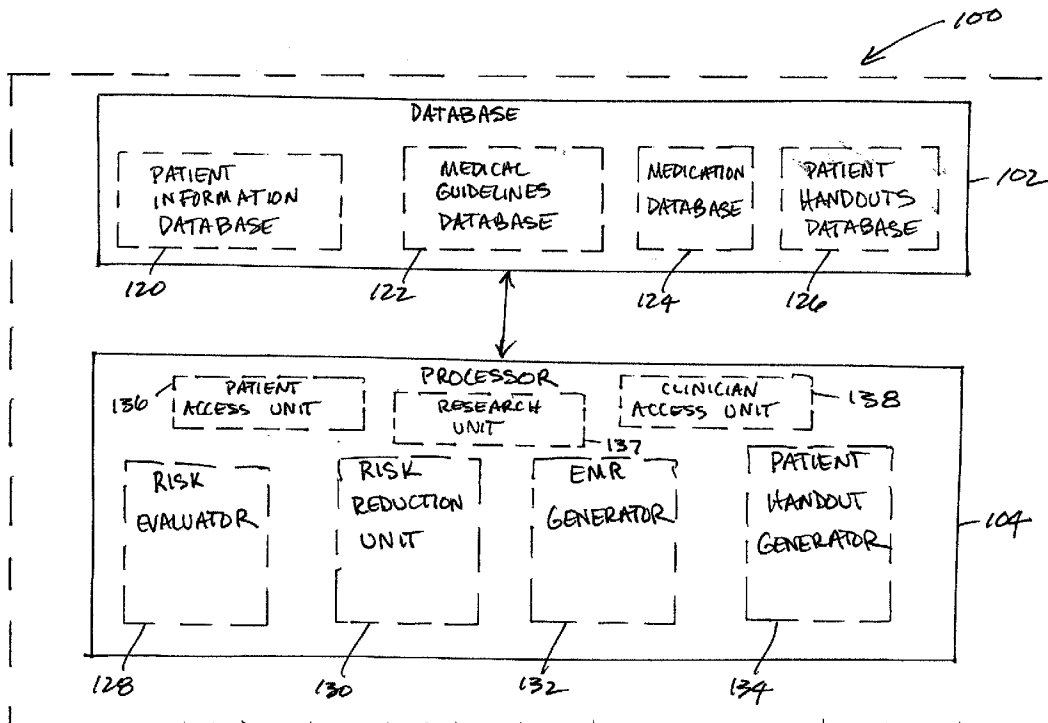 100
DATABASE
PATIENT
INFORMATION
DATABASE
MEDICAL
GUIDELINES
DATABASE
MEDICATION
DATABASE
PATIENT
HANDOUTS
DATABASE
102
120
122
124
126
PROCESSOR
136
PATIENT
ACCESS UNIT
RESEARCH
UNIT
137
CLINICIAN
ACCESS UNIT
138
RISK
EVALUATOR
RISK
REDUCTION
UNIT
EMR
GENERATOR
PATIENT
HANDOUT
GENERATOR
104
128
130
132
134